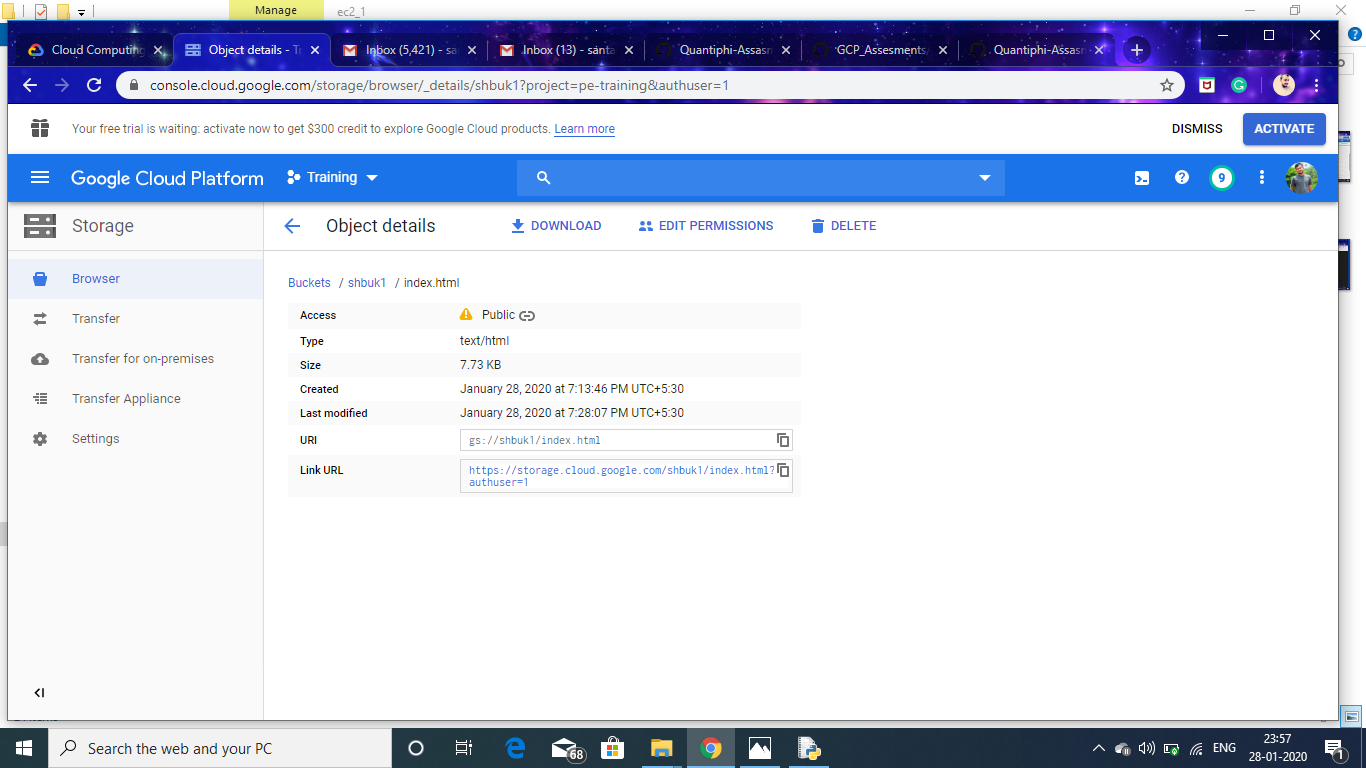 Manage
ec2_1
Cloud Computing
Object details - T
Inbox (5,421) - sa
Inbox (13) - santa
Quantiphi-Assasm
GCP_Assesments/
Quantiphi-Assasm
console.cloud.google.com/storage/browser/_details/shbuk1?project=pe-training&authuser=1
Your free trial is waiting: activate now to get $300 credit to explore Google Cloud products. Learn more
DISMISS
ACTIVATE
Google Cloud Platform
Training
9
Storage
Object details
DOWNLOAD
EDIT PERMISSIONS
DELETE
Browser
Transfer
Transfer for on-premises
Transfer Appliance
Settings
Buckets / shbuk1 / index.html
Access Public
Type text/html
Size 7.73 KB
Created January 28, 2020 at 7:13:46 PM UTC+5:30
Last modified January 28, 2020 at 7:28:07 PM UTC+5:30
URI gs://shbuk1/index.html
Link URL https://storage.cloud.google.com/shbuk1/index.html?
authuser=1
Search the web and your PC
68
ENG
23:57
28-01-2020
1